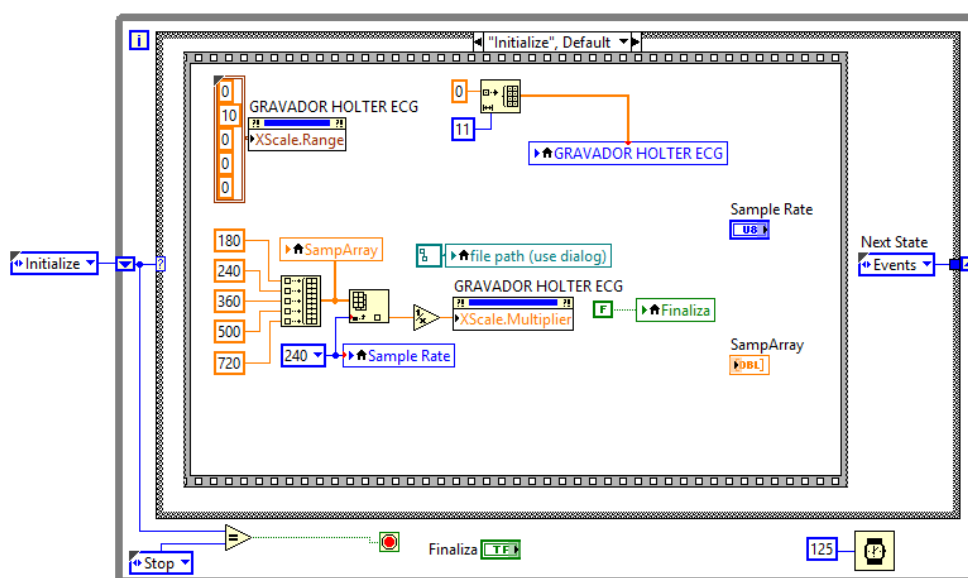 i
"Initialize", Default
0
10
0
0
0
GRAVADOR HOLTER ECG
XScale.Range
0
11
GRAVADOR HOLTER ECG
Sample Rate
U8
Initialize
?
180
240
360
500
720
SampArray
file path (use dialog)
GRAVADOR HOLTER ECG
XScale.Multiplier
1/x
F
Finaliza
Next State
Events
240
Sample Rate
SampArray
DBL]
=
Stop
Finaliza
TF
125